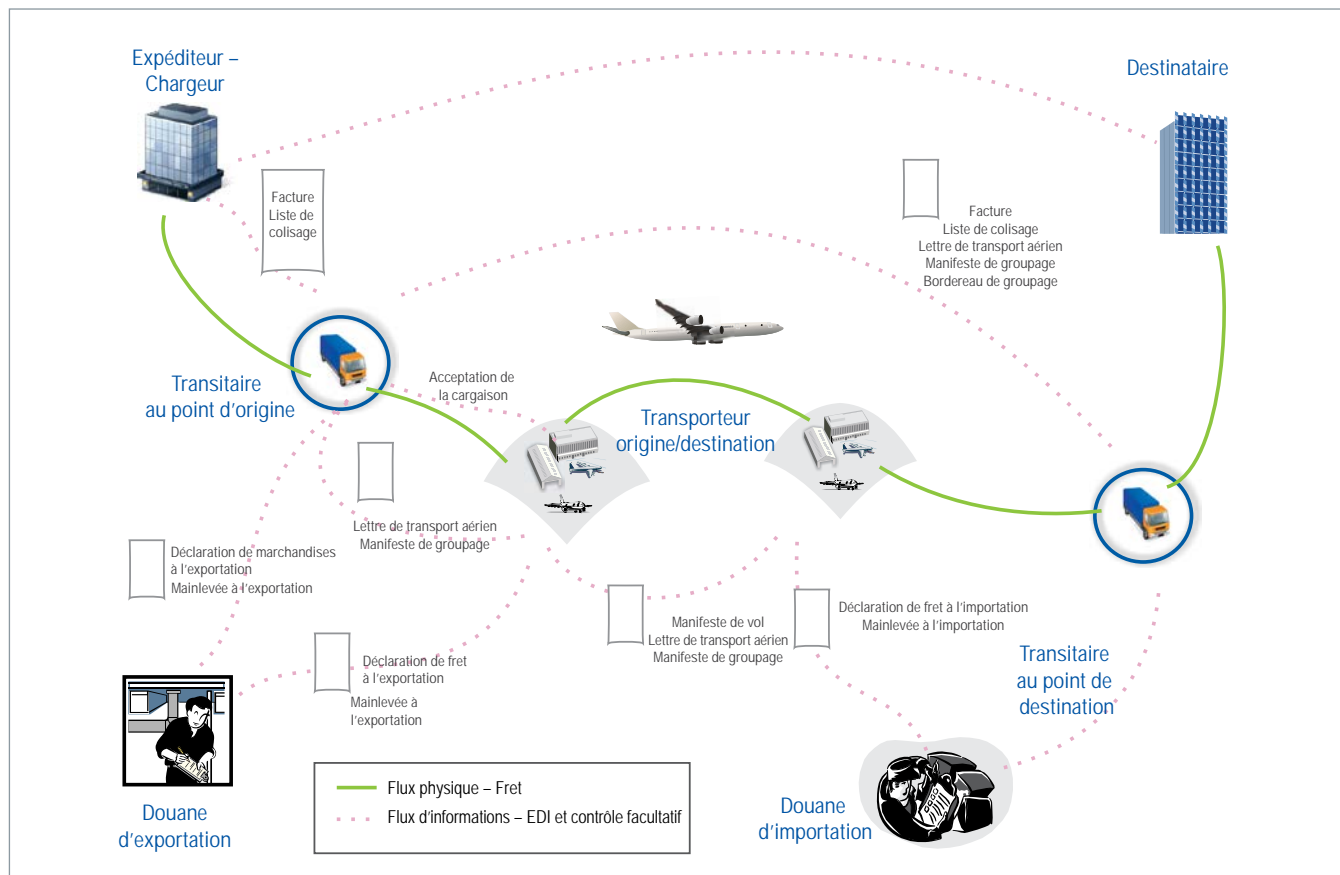 Expéditeur –
Chargeur
Destinataire
Facture
Liste de
colisage
Facture
Liste de colisage
Lettre de transport aérien
Manifeste de groupage
Bordereau de groupage
Transitaire
au point d'origine
Acceptation de
la cargaison
Transporteur
origine/destination
Lettre de transport aérien
Manifeste de groupage
Déclaration de marchandises
à l'exportation
Mainlevée à l'exportation
Manifeste de vol
Lettre de transport aérien
Manifeste de groupage
Déclaration de fret à l'importation
Mainlevée à l'importation
Déclaration de fret
à l'exportation
Mainlevée à
l'exportation
Transitaire
au point de
destination
Douane
d'exportation
Flux physique – Fret
Flux d'informations – EDI et contrôle facultatif
Douane
d'importation